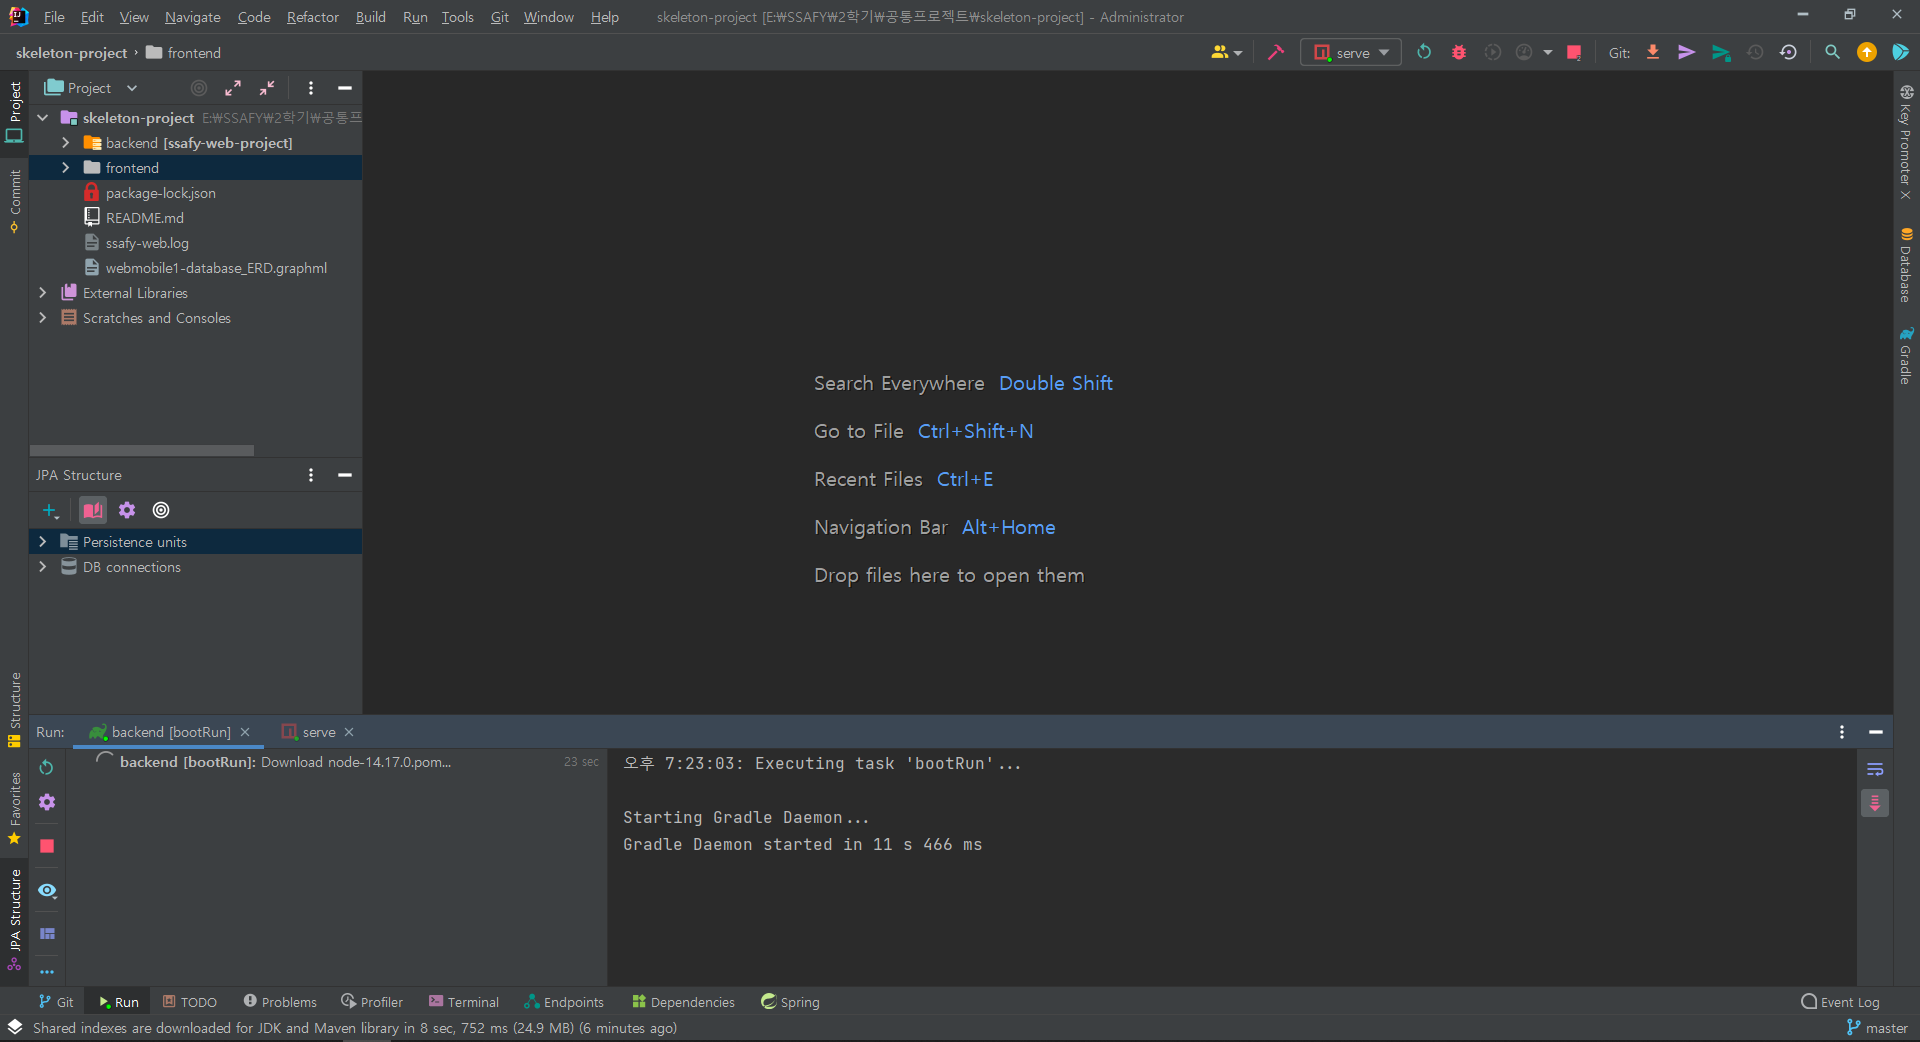 File Edit View Navigate Code Refactor Build Run Tools Git Window Help skeleton-project [E:₩SSAFY₩2학기₩공통프로젝트₩skeleton-project] - Administrator
skeleton-project › frontend
serve
Git:
Project
Commit
Structure
Favorites
JPA Structure
Project
skeleton-project E:₩SSAFY₩2학기₩공통프
backend [ssafy-web-project]
frontend
package-lock.json
README.md
ssafy-web.log
webmobile1-database_ERD.graphml
External Libraries
Scratches and Consoles
JPA Structure
Persistence units
DB connections
Search Everywhere Double Shift
Go to File Ctrl+Shift+N
Recent Files Ctrl+E
Navigation Bar Alt+Home
Drop files here to open them
Key Promoter X
Database
Gradle
Run: backend [bootRun] serve
backend [bootRun]: Download node-14.17.0.pom... 23 sec
오후 7:23:03: Executing task 'bootRun'...
Starting Gradle Daemon...
Gradle Daemon started in 11 s 466 ms
Git Run TODO Problems Profiler Terminal Endpoints Dependencies Spring Event Log
Shared indexes are downloaded for JDK and Maven library in 8 sec, 752 ms (24.9 MB) (6 minutes ago) master